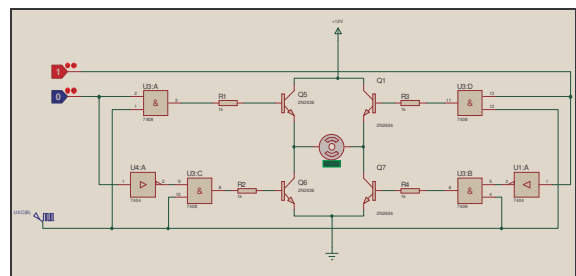 +12V
1
0
U3:A
2
1
3
&
7408
R1
1k
Q5
2N2926
Q1
2N2926
R3
1k
U3:D
11
13
12
&
7408
U4:A
1
2
7404
U3:C
9
10
8
&
7408
R2
1k
Q6
2N2926
Q7
2N2926
R4
1k
U3:B
6
5
4
&
7408
U1:A
2
1
7404